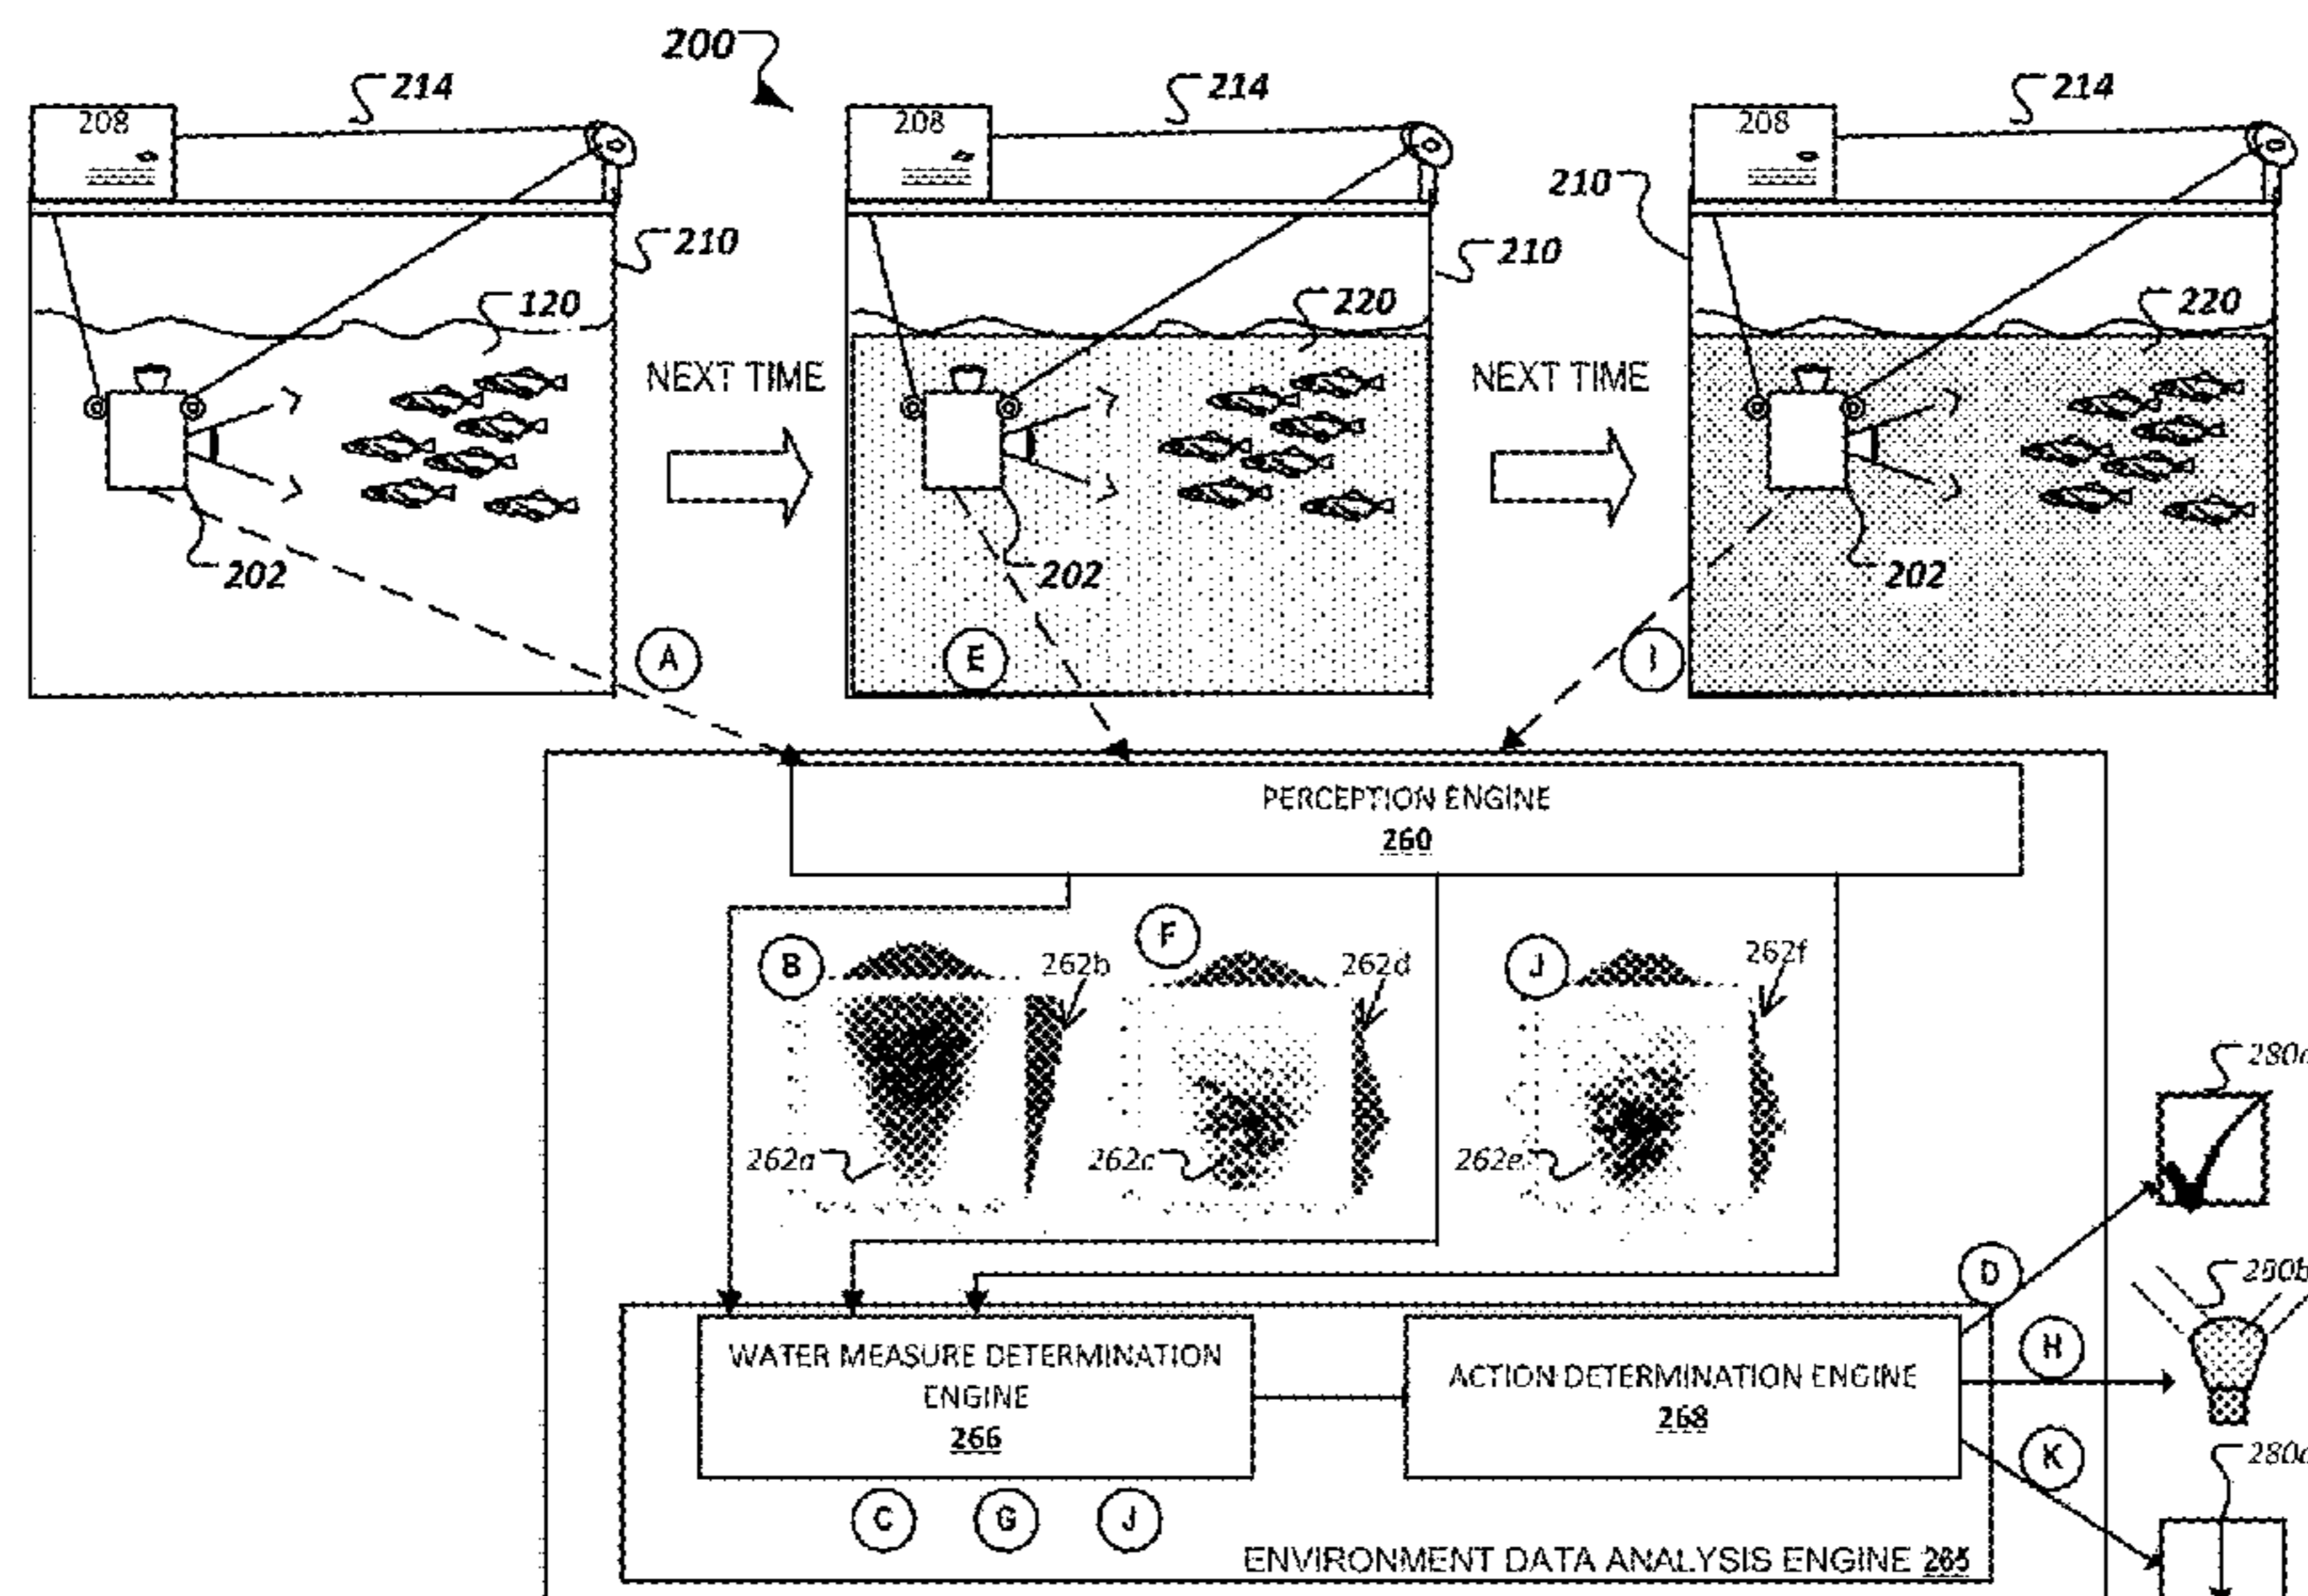 200
214
214
214
208
208
208
210
210
210
120
220
220
NEXT TIME
NEXT TIME
202
202
202
A
E
I
PERCEPTION ENGINE
260
B
262b
F
262d
J
262f
262a
262c
262e
D
H
280b
K
WATER MEASURE DETERMINATION
ENGINE
266
ACTION DETERMINATION ENGINE
268
C
G
J
ENVIRONMENT DATA ANALYSIS ENGINE 265